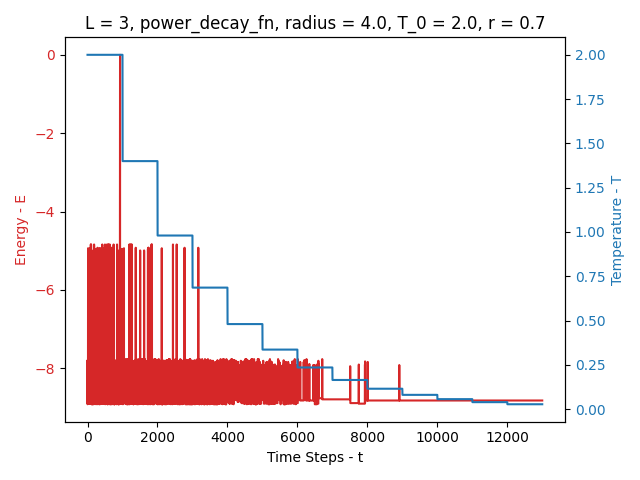 L = 3, power_decay_fn, radius = 4.0, T_0 = 2.0, r = 0.7
0
−2
−4
−6
−8
Energy - E
2.00
1.75
1.50
1.25
1.00
0.75
0.50
0.25
0.00
Temperature - T
0 2000 4000 6000 8000 10000 12000
Time Steps - t